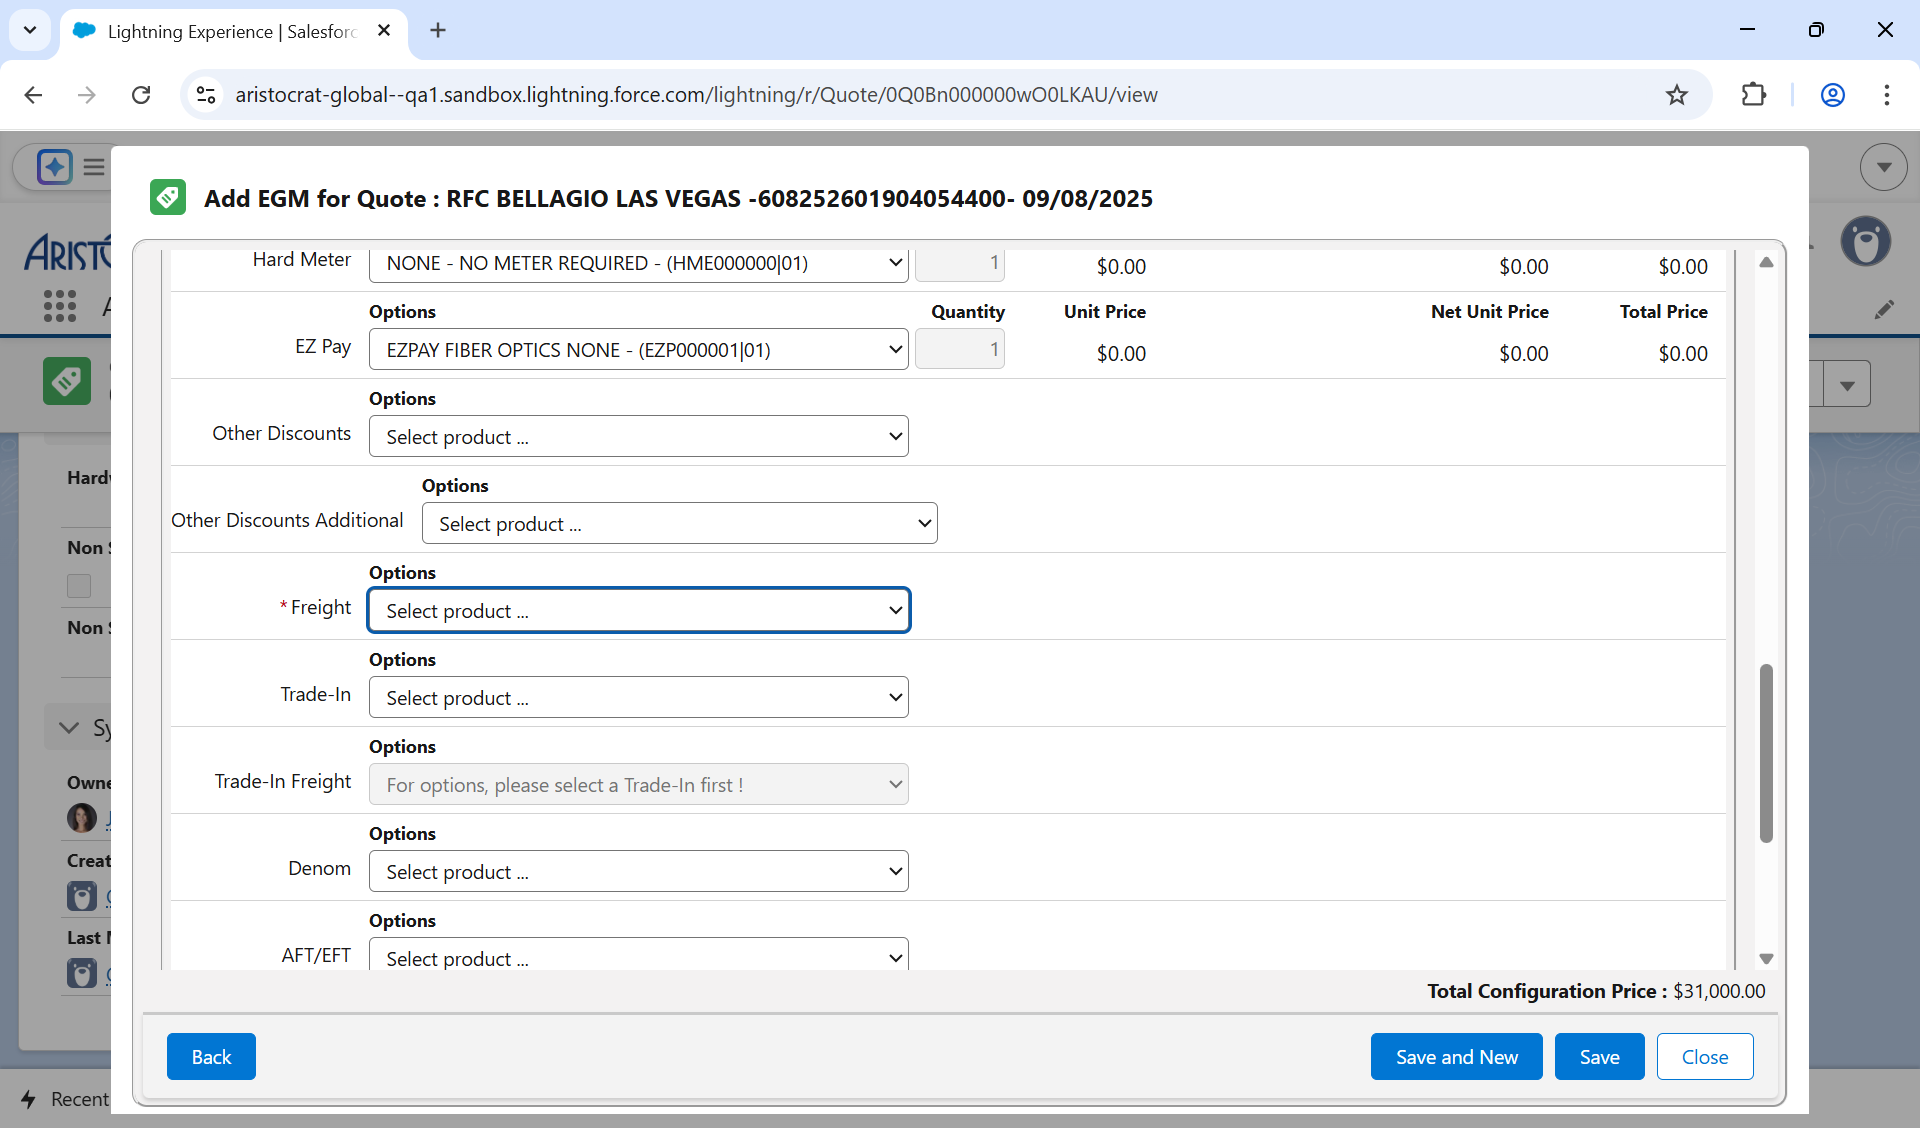 Lightning Experience | Salesforc
aristocrat-global--qa1.sandbox.lightning.force.com/lightning/r/Quote/0Q0Bn000000wO0LKAU/view
Add EGM for Quote : RFC BELLAGIO LAS VEGAS -608252601904054400- 09/08/2025
Hard Meter NONE - NO METER REQUIRED - (HME000000|01) 1 $0.00 $0.00 $0.00
Options Quantity Unit Price Net Unit Price Total Price
EZ Pay EZPAY FIBER OPTICS NONE - (EZP000001|01) 1 $0.00 $0.00 $0.00
Options
Other Discounts Select product ...
Options
Other Discounts Additional Select product ...
Options
*Freight Select product ...
Options
Trade-In Select product ...
Options
Trade-In Freight For options, please select a Trade-In first !
Options
Denom Select product ...
Options
AFT/EFT Select product ...
Total Configuration Price : $31,000.00
Back
Save and New
Save
Close
ARISTO
Hardw
Non S
Non S
Sy
Owne
Creat
Last M
Recent